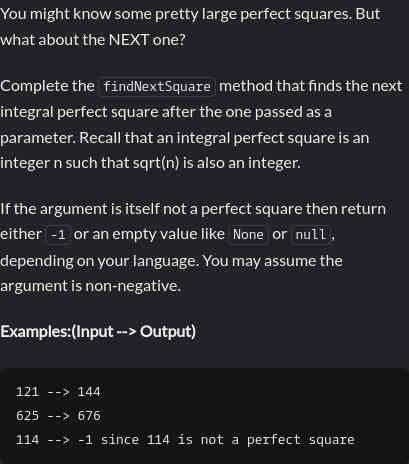 You might know some pretty large perfect squares. But
what about the NEXT one?
Complete the findNextSquare method that finds the next
integral perfect square after the one passed as a
parameter. Recall that an integral perfect square is an
integer n such that sqrt(n) is also an integer.
If the argument is itself not a perfect square then return
either -1 or an empty value like None or null,
depending on your language. You may assume the
argument is non-negative.
Examples:(Input --> Output)
121 --> 144
625 --> 676
114 --> -1 since 114 is not a perfect square